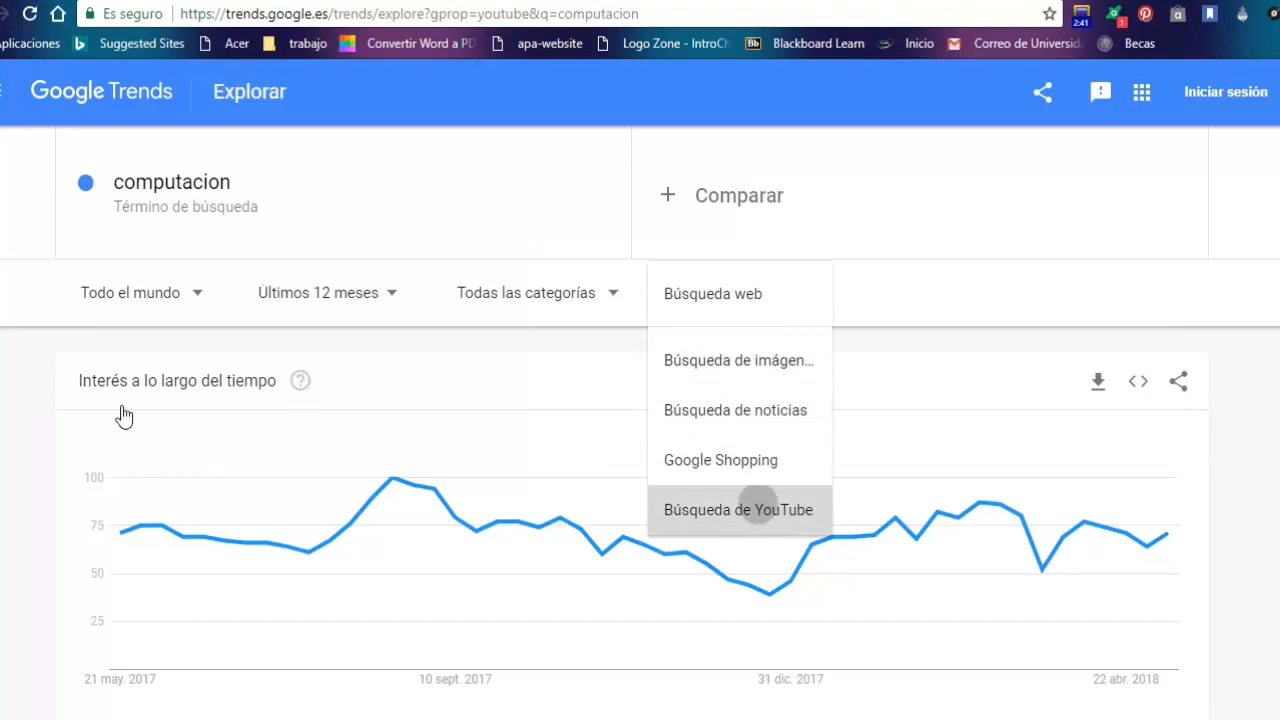 Es seguro https://trends.google.es/trends/explore?gprop=youtube&q=computacion
2:41
1
plicaciones Suggested Sites Acer trabajo Convertir Word a PD apa-website Logo Zone - IntroCh Bb Blackboard Learn Inicio Correo de Universid. Becas
Google Trends Explorar Iniciar sesión
computacion
Término de búsqueda
+ Comparar
Todo el mundo Últimos 12 meses Todas las categorías Búsqueda web
Búsqueda de imágen...
Búsqueda de noticias
Google Shopping
Búsqueda de YouTube
Interés a lo largo del tiempo ?
100
75
50
25
21 may. 2017 10 sept. 2017 31 dic. 2017 22 abr. 2018